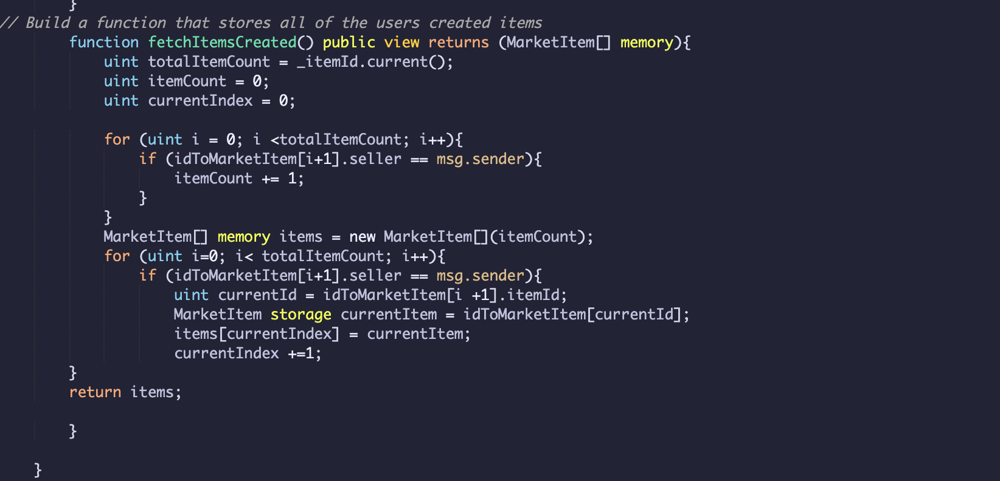 }
// Build a function that stores all of the users created items
function fetchItemsCreated() public view returns (MarketItem[] memory){
uint totalItemCount = _itemId.current();
uint itemCount = 0;
uint currentIndex = 0;
for (uint i = 0; i <totalItemCount; i++){
if (idToMarketItem[i+1].seller == msg.sender){
itemCount += 1;
}
}
MarketItem[] memory items = new MarketItem[](itemCount);
for (uint i=0; i< totalItemCount; i++){
if (idToMarketItem[i+1].seller == msg.sender){
uint currentId = idToMarketItem[i +1].itemId;
MarketItem storage currentItem = idToMarketItem[currentId];
items[currentIndex] = currentItem;
currentIndex +=1;
}
return items;
}
}